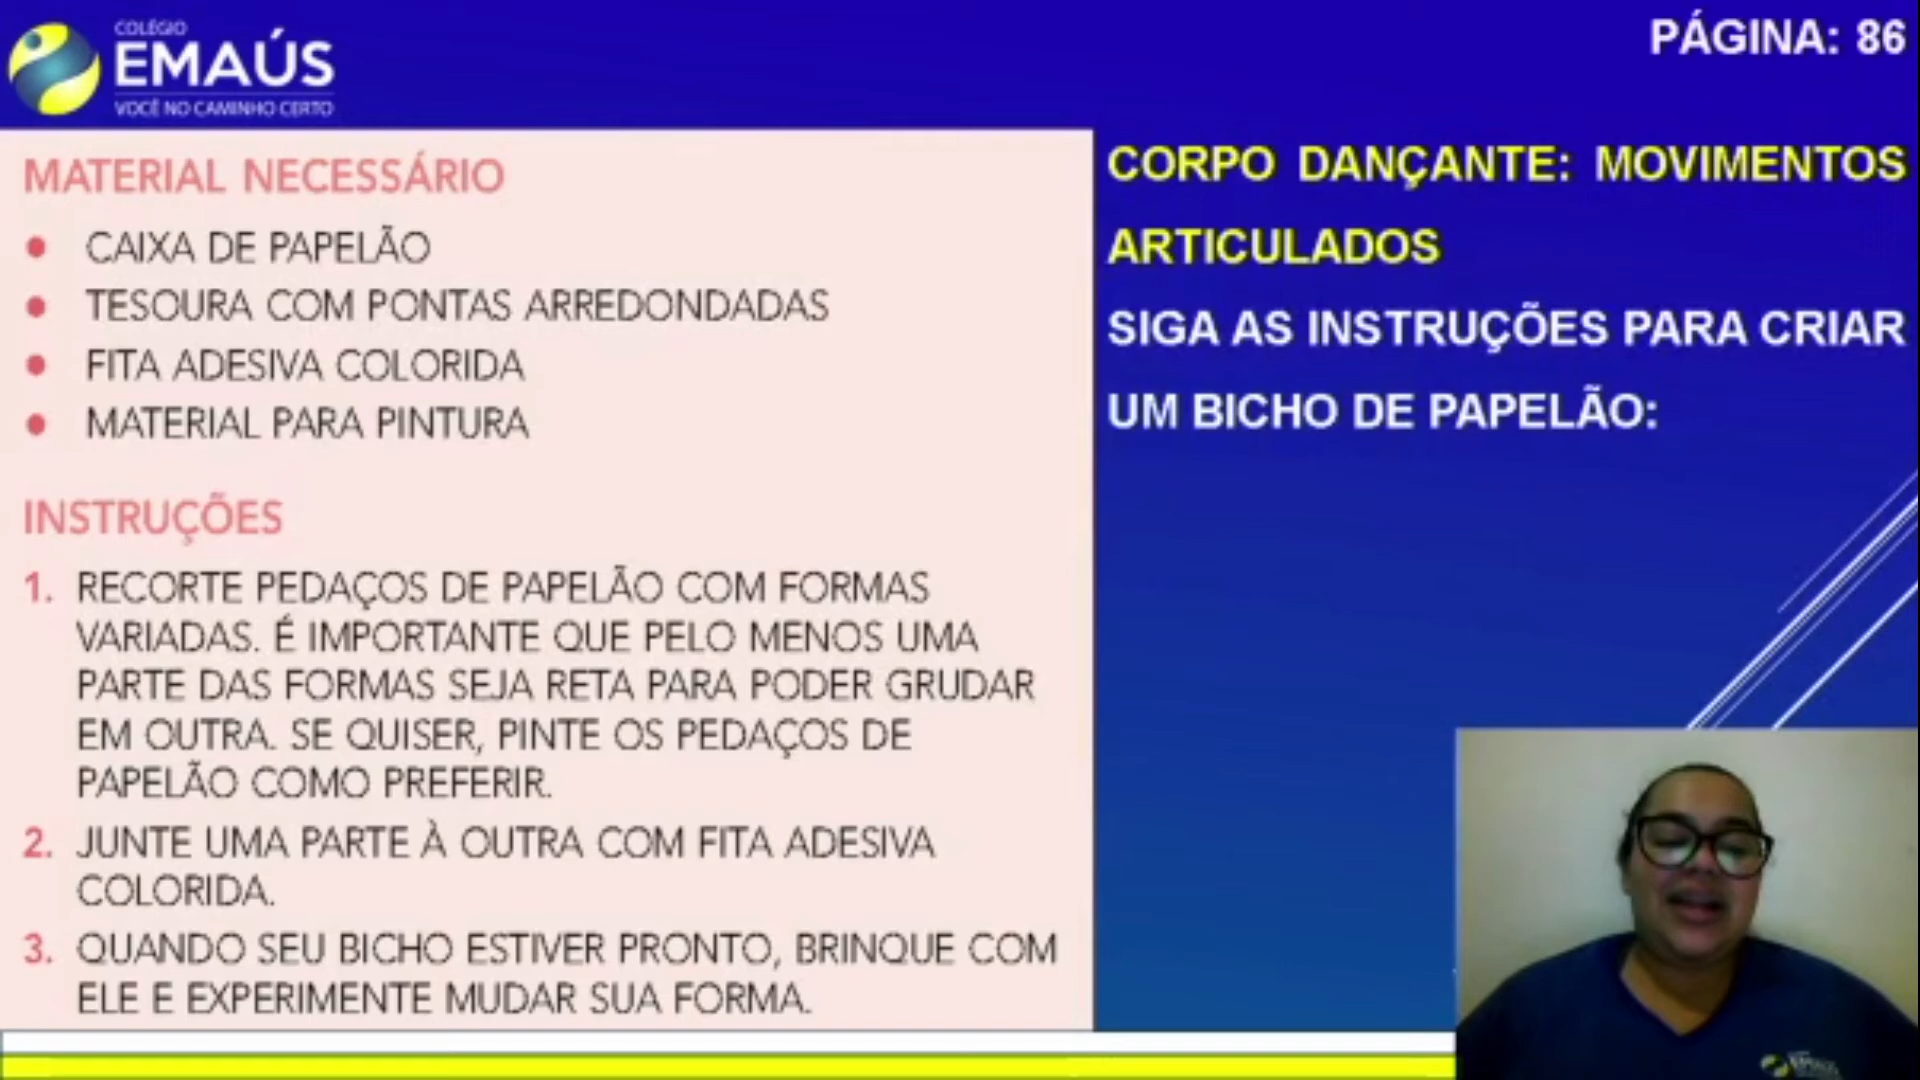 COLÉGIO
EMAÚS
VOCÊ NO CAMINHO CERTO
PÁGINA: 86
MATERIAL NECESSÁRIO
• CAIXA DE PAPELÃO
• TESOURA COM PONTAS ARREDONDADAS
• FITA ADESIVA COLORIDA
• MATERIAL PARA PINTURA
INSTRUÇÕES
1. RECORTE PEDAÇOS DE PAPELÃO COM FORMAS
VARIADAS. É IMPORTANTE QUE PELO MENOS UMA
PARTE DAS FORMAS SEJA RETA PARA PODER GRUDAR
EM OUTRA. SE QUISER, PINTE OS PEDAÇOS DE
PAPELÃO COMO PREFERIR.
2. JUNTE UMA PARTE À OUTRA COM FITA ADESIVA
COLORIDA.
3. QUANDO SEU BICHO ESTIVER PRONTO, BRINQUE COM
ELE E EXPERIMENTE MUDAR SUA FORMA.
CORPO DANÇANTE: MOVIMENTOS
ARTICULADOS
SIGA AS INSTRUÇÕES PARA CRIAR
UM BICHO DE PAPELÃO:
EMAÚS